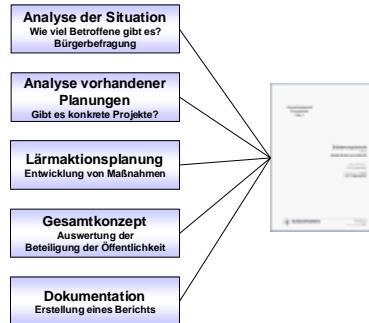 Analyse der Situation
Wie viel Betroffene gibt es?
Bürgerbefragung
Analyse vorhandener
Planungen
Gibt es konkrete Projekte?
Lärmaktionsplanung
Entwicklung von Maßnahmen
Gesamtkonzept
Auswertung der
Beteiligung der Öffentlichkeit
Dokumentation
Erstellung eines Berichts